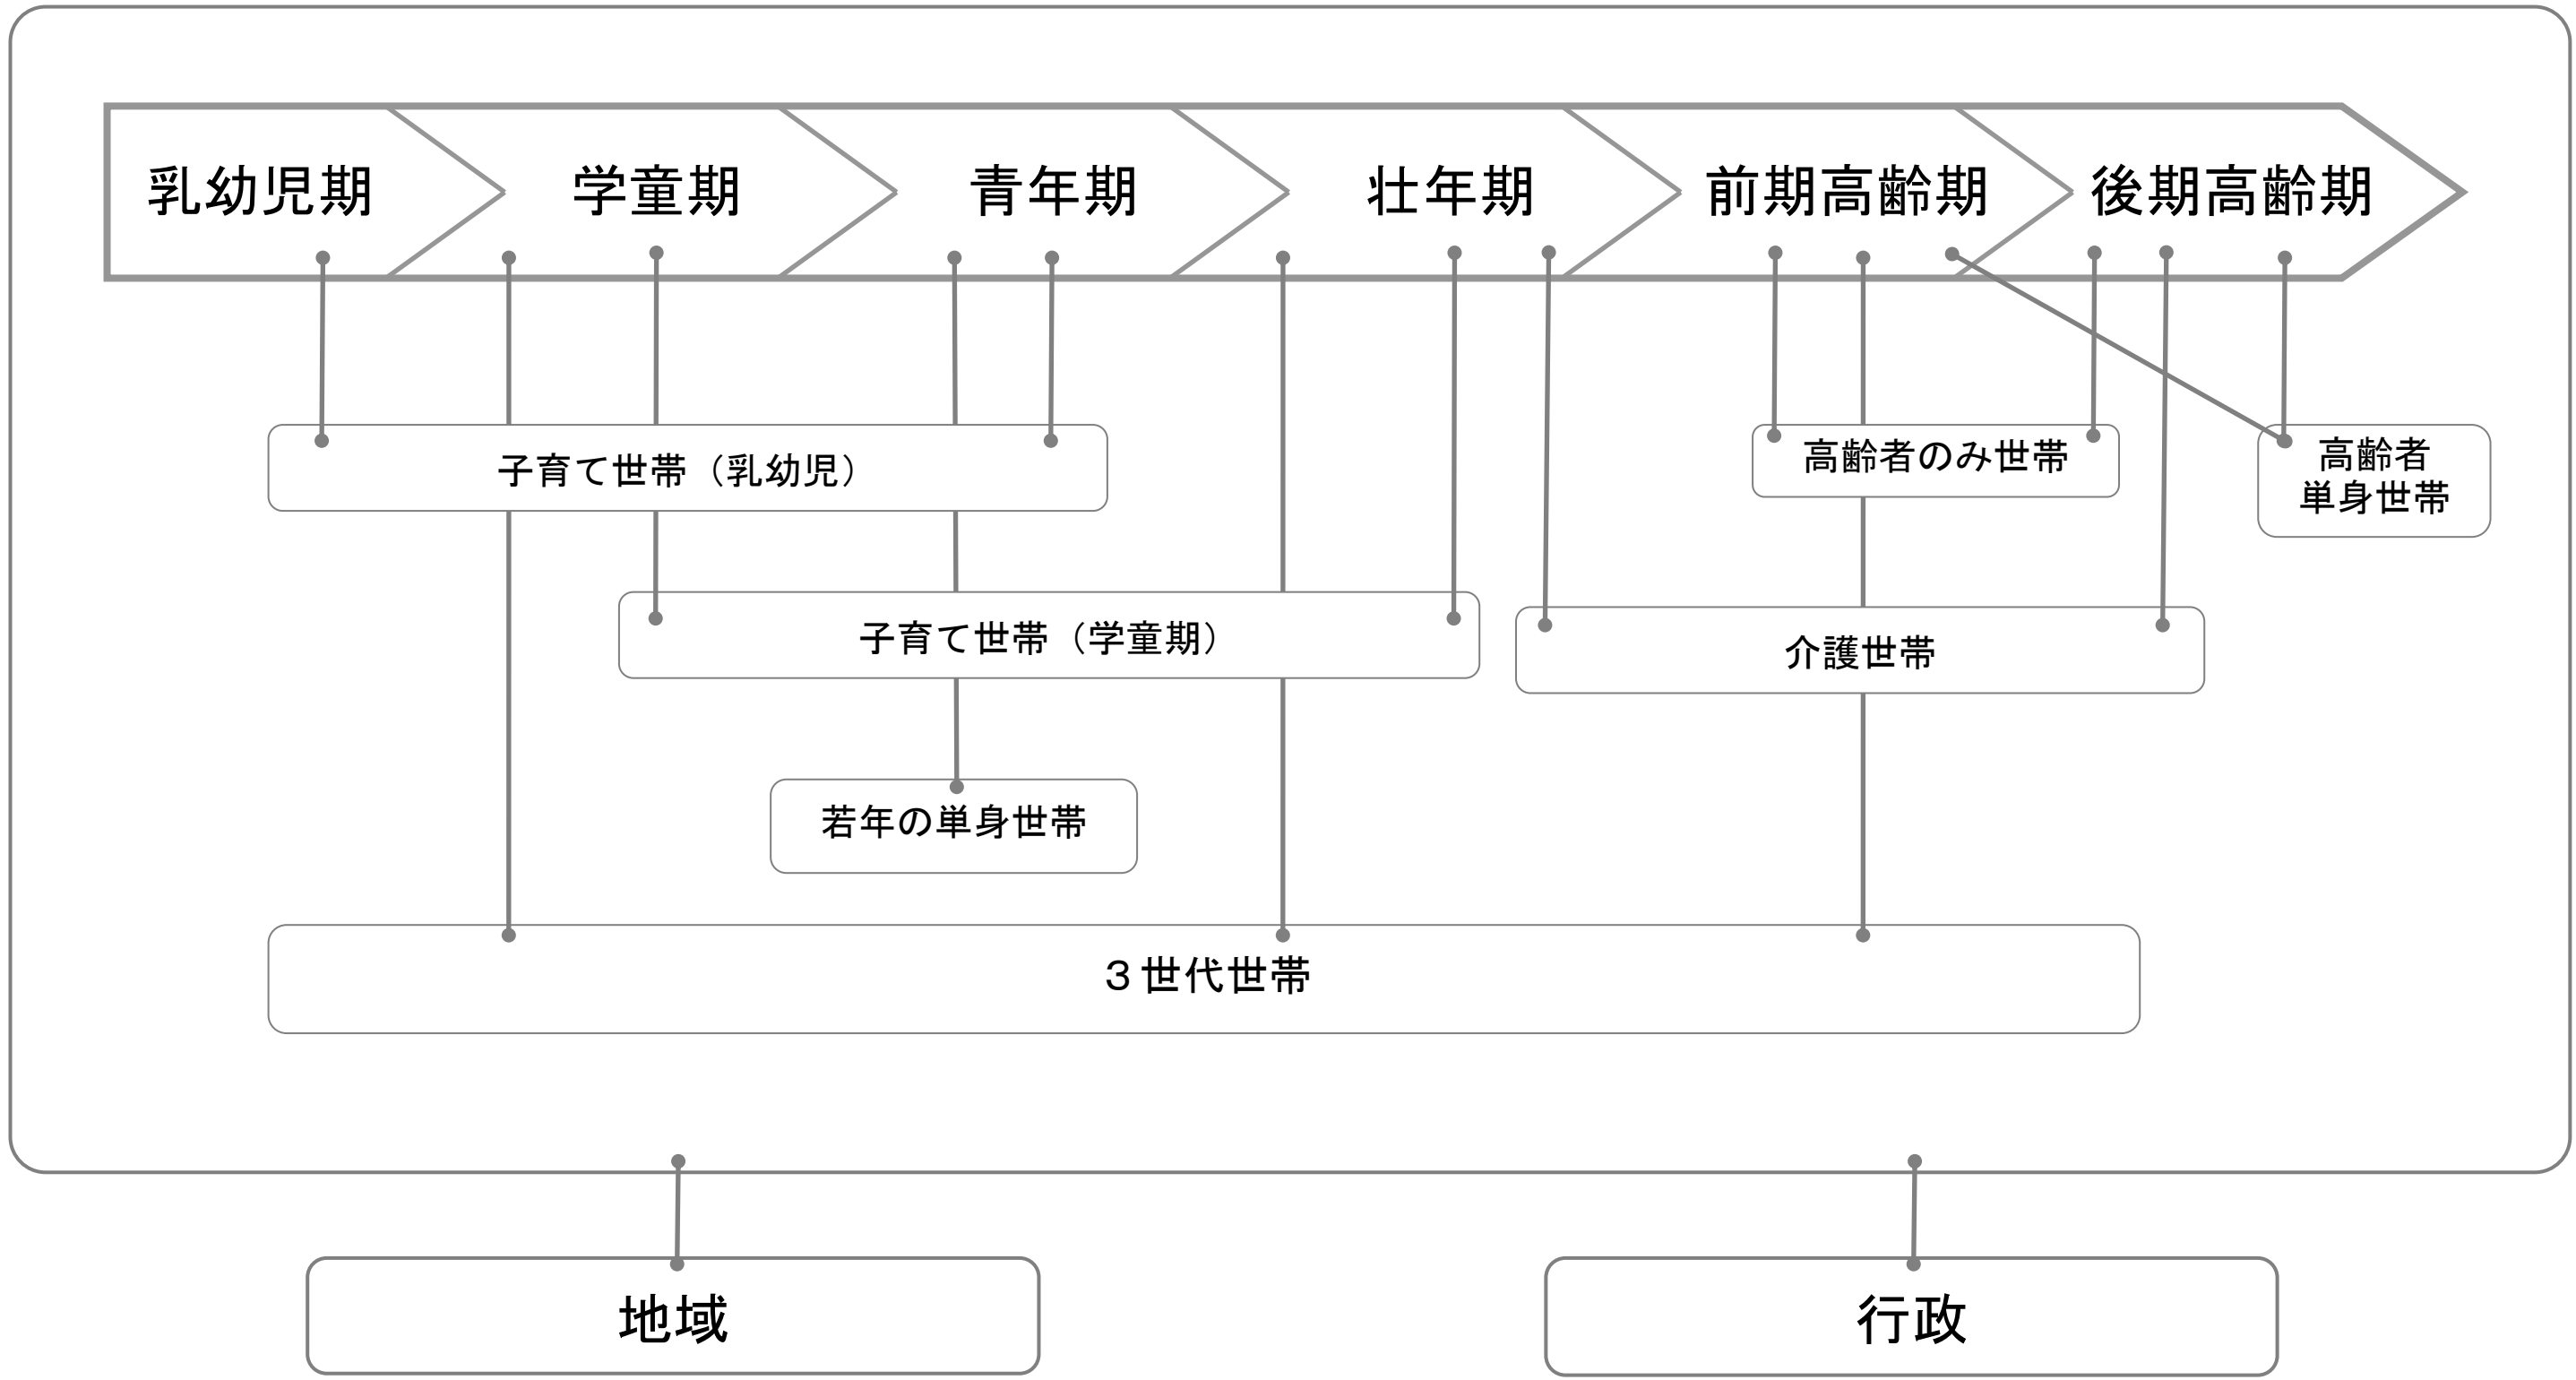 乳幼児期
学童期
青年期
壮年期
前期高齢期
後期高齢期
子育て世帯（乳幼児）
高齢者のみ世帯
高齢者
単身世帯
子育て世帯（学童期）
介護世帯
若年の単身世帯
３世代世帯
地域
行政